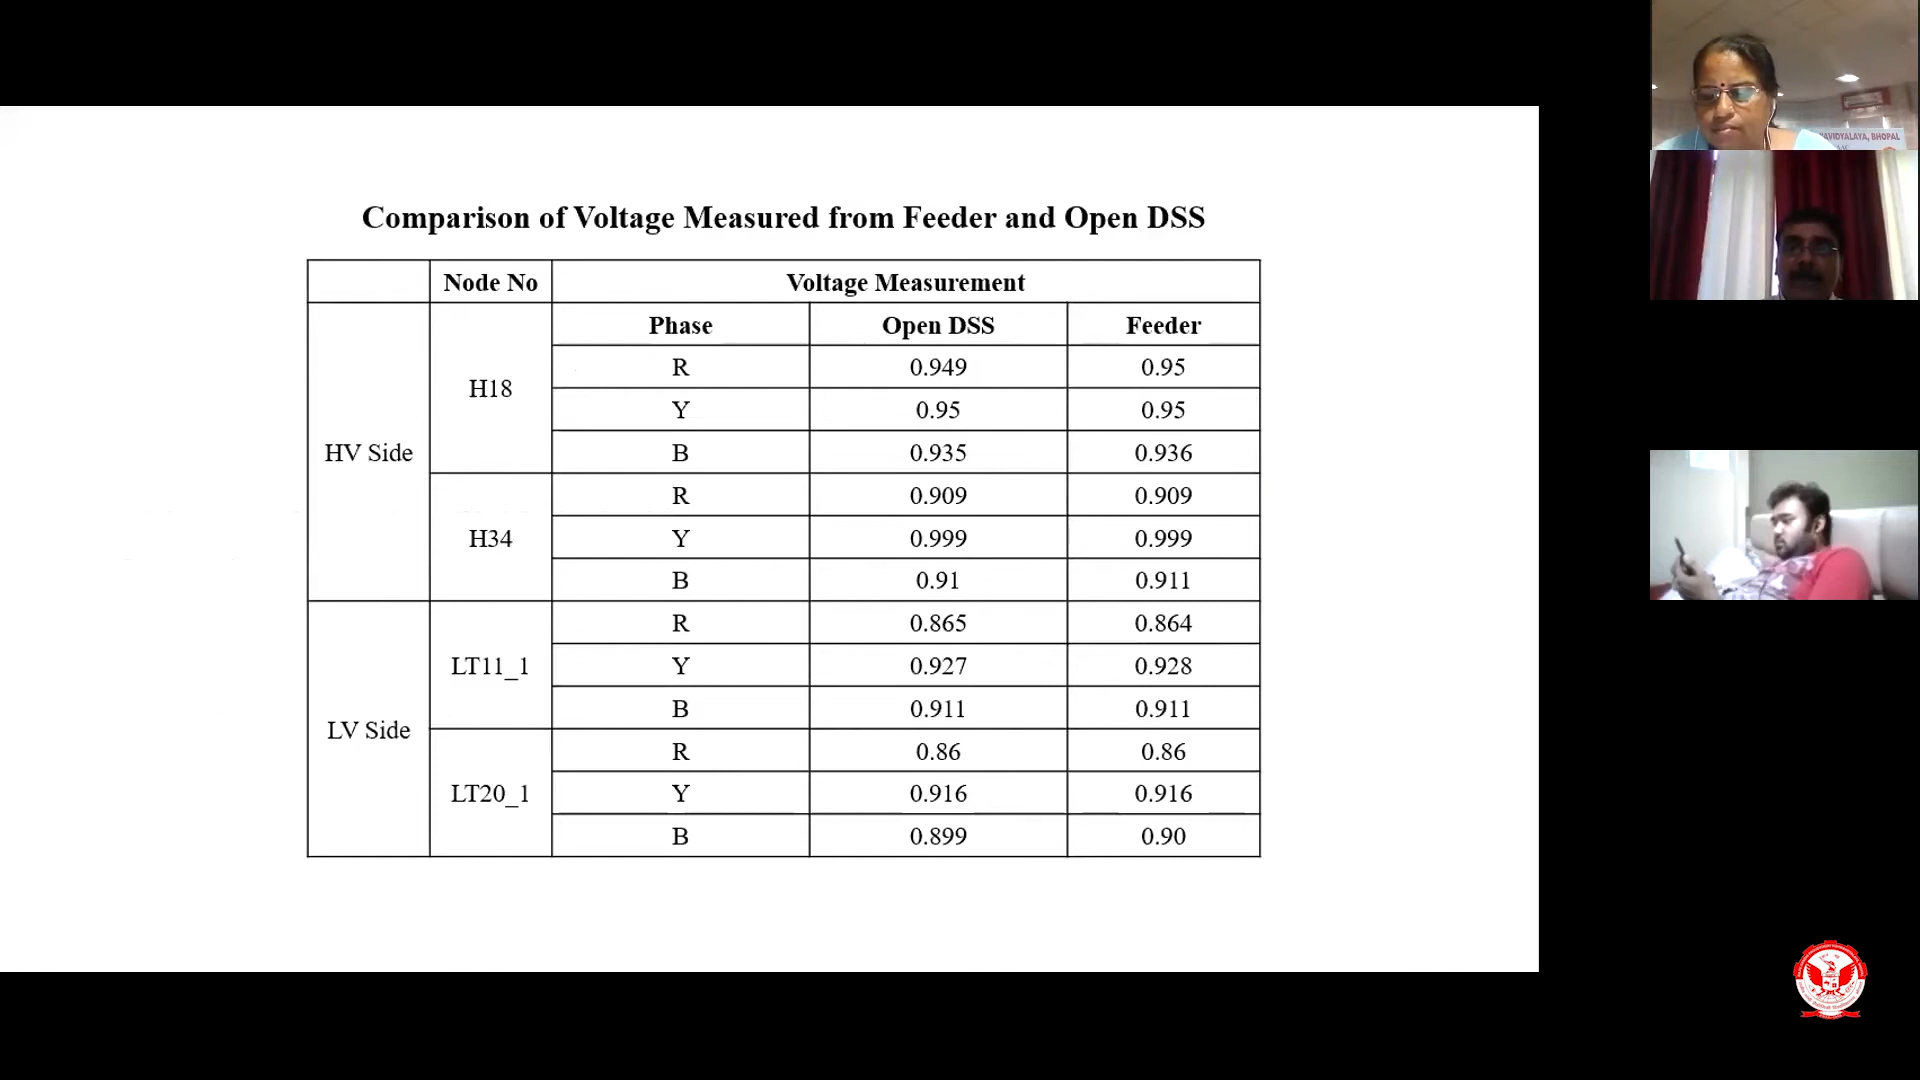 Comparison of Voltage Measured from Feeder and Open DSS
Node No Voltage Measurement
HV Side H18 Phase Open DSS Feeder
R 0.949 0.95
Y 0.95 0.95
B 0.935 0.936
H34 R 0.909 0.909
Y 0.999 0.999
B 0.91 0.911
LV Side LT11_1 R 0.865 0.864
Y 0.927 0.928
B 0.911 0.911
LT20_1 R 0.86 0.86
Y 0.916 0.916
B 0.899 0.90
BHOPAL